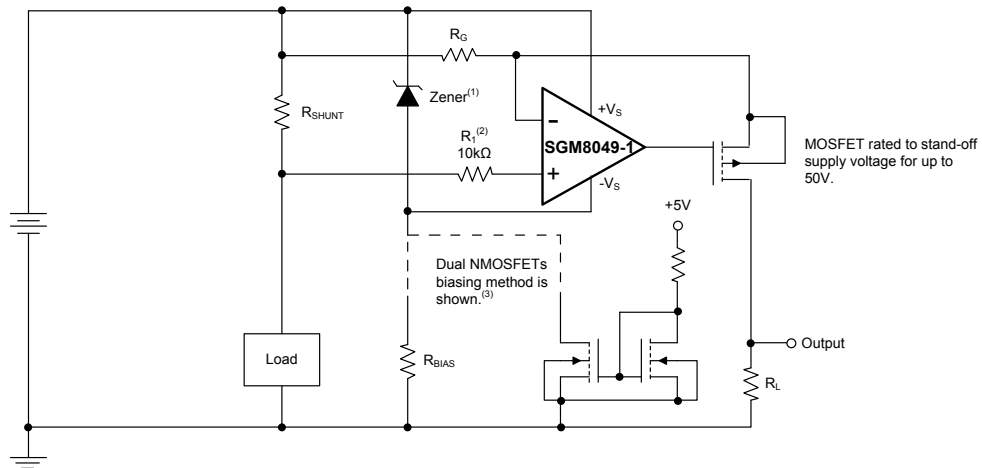 R_G
Zener(1)
+V_S
R_SHUNT
R_1(2)
10kΩ
−
SGM8049-1
+
-V_S
MOSFET rated to stand-off
supply voltage for up to
50V.
+5V
Dual NMOSFETs
biasing method is
shown.(3)
Load
R_BIAS
Output
R_L